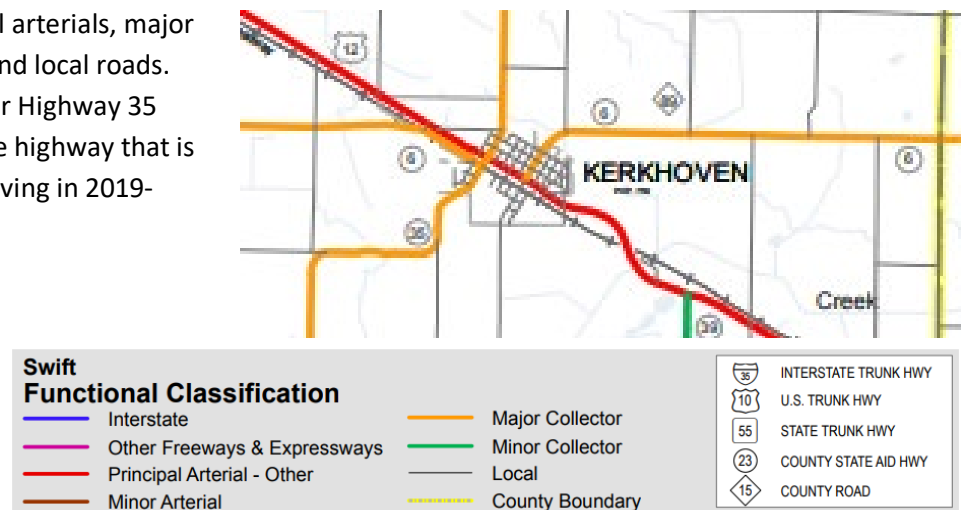 l arterials, major
nd local roads.
r Highway 35
e highway that is
ving in 2019-
12
6
6
6
KERKHOVEN
35
Creek
39
Swift
Functional Classification
Interstate
Other Freeways & Expressways
Principal Arterial - Other
Minor Arterial
Major Collector
Minor Collector
Local
County Boundary
35 INTERSTATE TRUNK HWY
10 U.S. TRUNK HWY
55 STATE TRUNK HWY
23 COUNTY STATE AID HWY
15 COUNTY ROAD